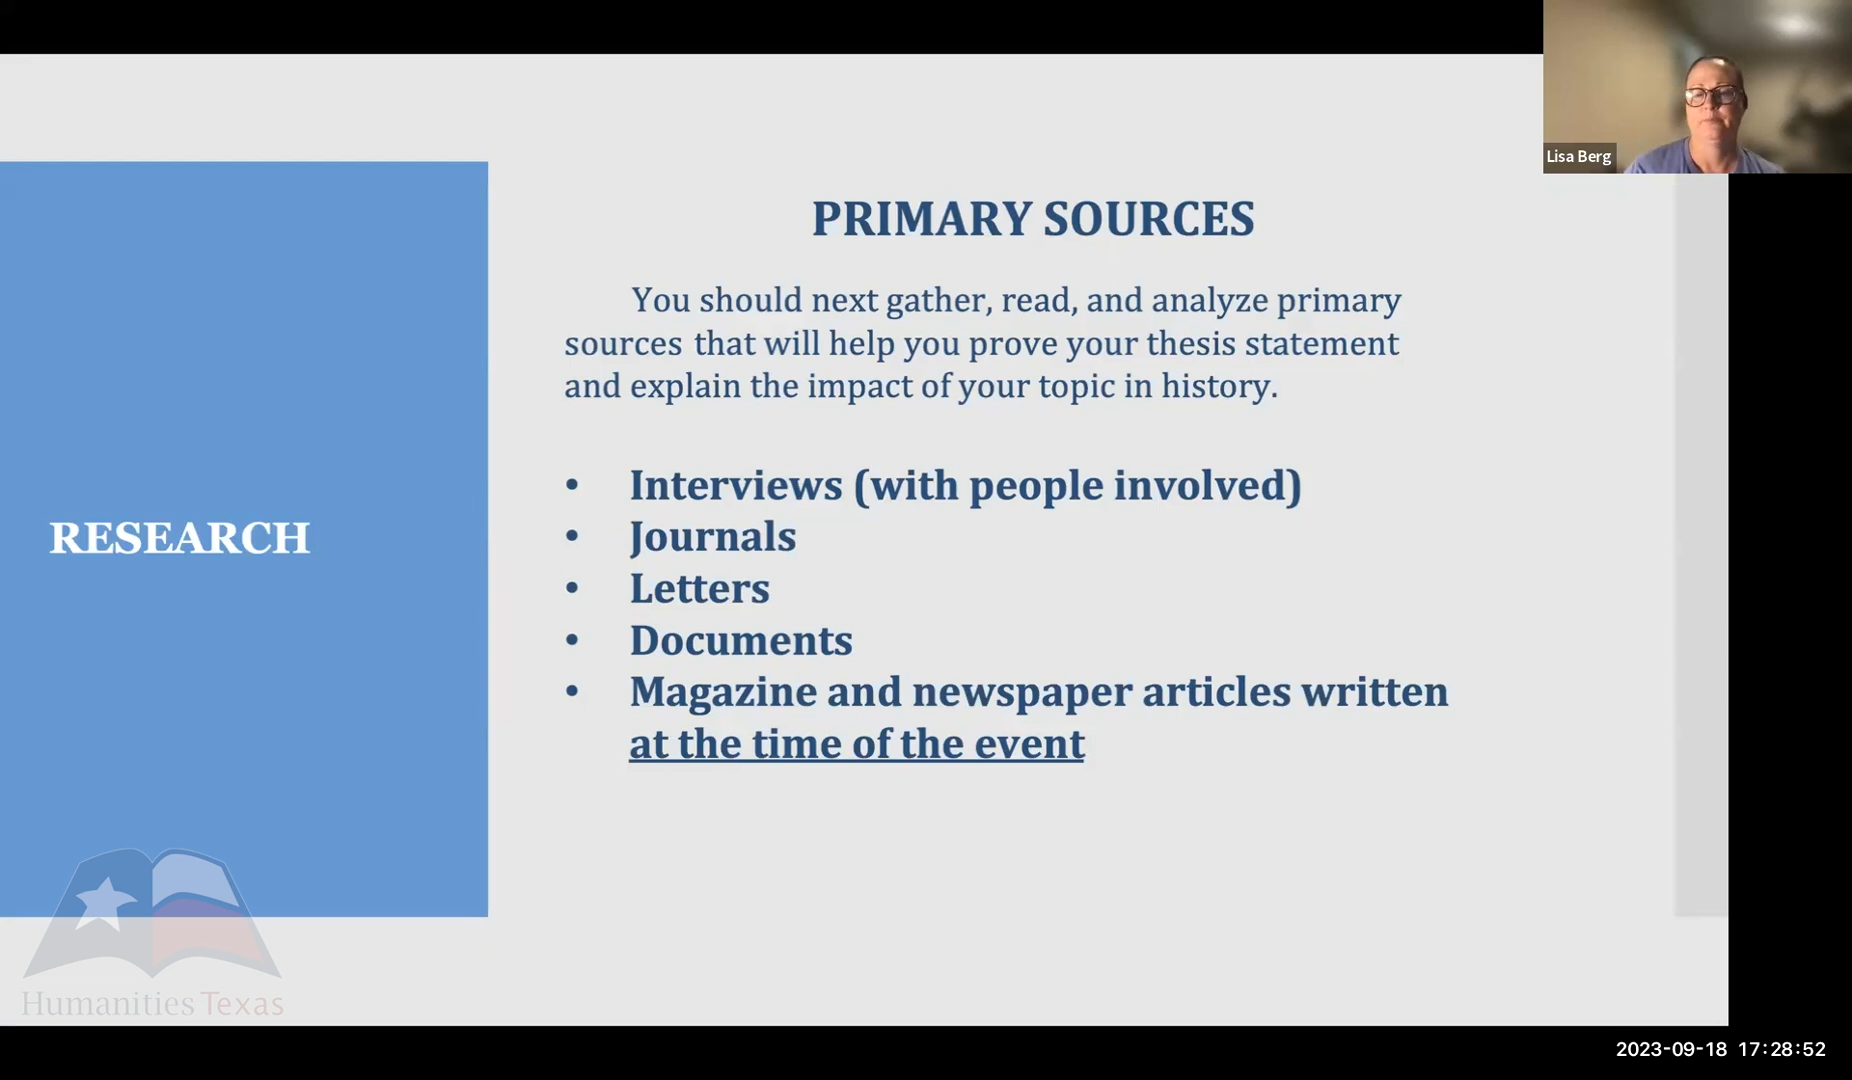 Lisa Berg
PRIMARY SOURCES
You should next gather, read, and analyze primary
sources that will help you prove your thesis statement
and explain the impact of your topic in history.
• Interviews (with people involved)
• Journals
• Letters
• Documents
• Magazine and newspaper articles written
at the time of the event
RESEARCH
Humanities Texas
2023-09-18 17:28:52